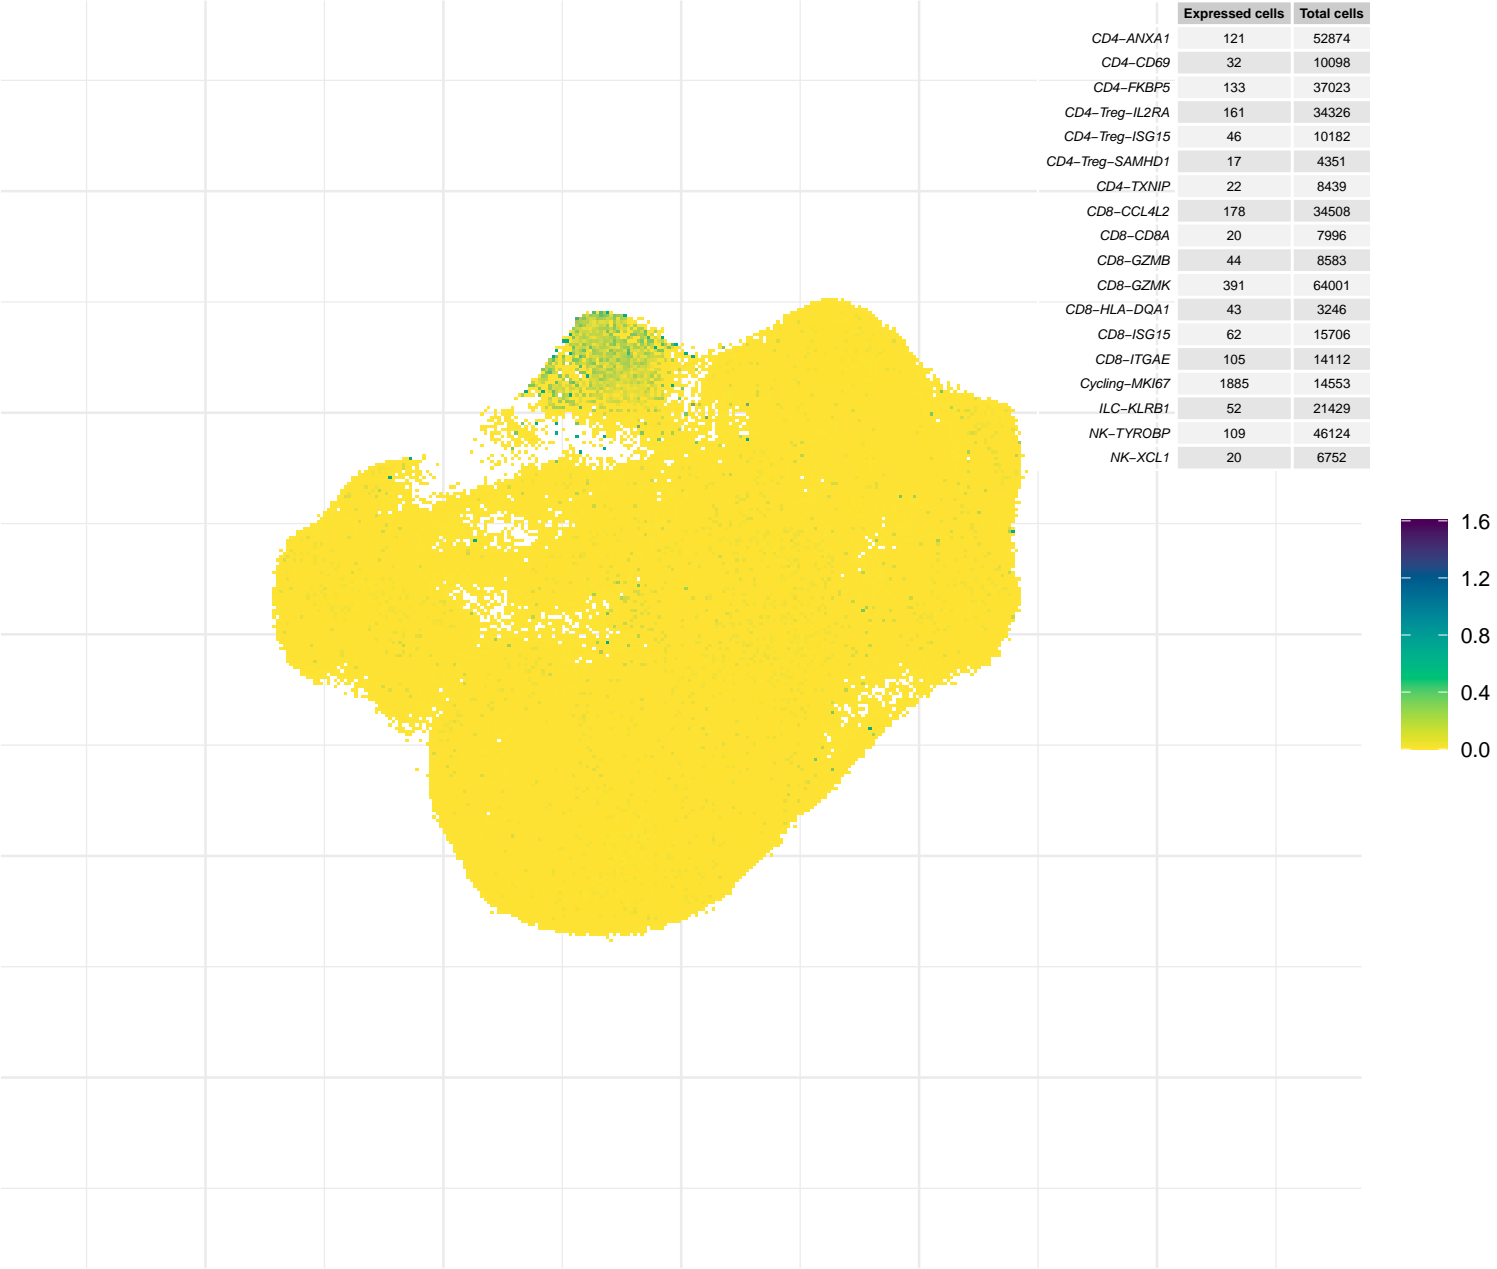 Expressed cells Total cells
CD4−ANXA1 121 52874
CD4−CD69 32 10098
CD4−FKBP5 133 37023
CD4−Treg−IL2RA 161 34326
CD4−Treg−ISG15 46 10182
CD4−Treg−SAMHD1 17 4351
CD4−TXNIP 22 8439
CD8−CCL4L2 178 34508
CD8−CD8A 20 7996
CD8−GZMB 44 8583
CD8−GZMK 391 64001
CD8−HLA−DQA1 43 3246
CD8−ISG15 62 15706
CD8−ITGAE 105 14112
Cycling−MKI67 1885 14553
ILC−KLRB1 52 21429
NK−TYROBP 109 46124
NK−XCL1 20 6752
1.6
1.2
0.8
0.4
0.0